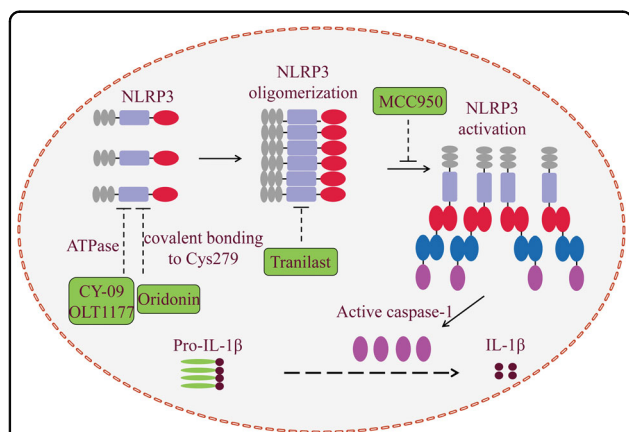 NLRP3
NLRP3
oligomerization
MCC950
NLRP3
activation
ATPase
covalent bonding
to Cys279
CY-09
OLT1177
Oridonin
Tranilast
Active caspase-1
Pro-IL-1β
IL-1β